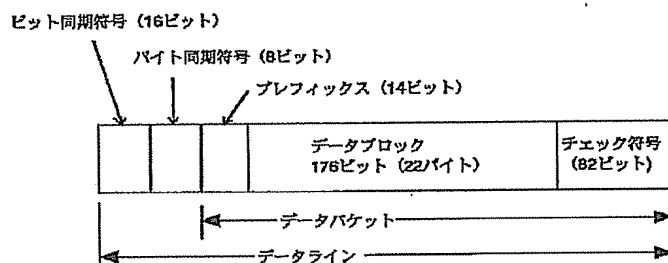 ビット同期符号 (16ビット)
バイト同期符号 (8ビット)
プレフィックス (14ビット)
データブロック
176ビット (22バイト)
チェック符号
(82ビット)
データパケット
データライン